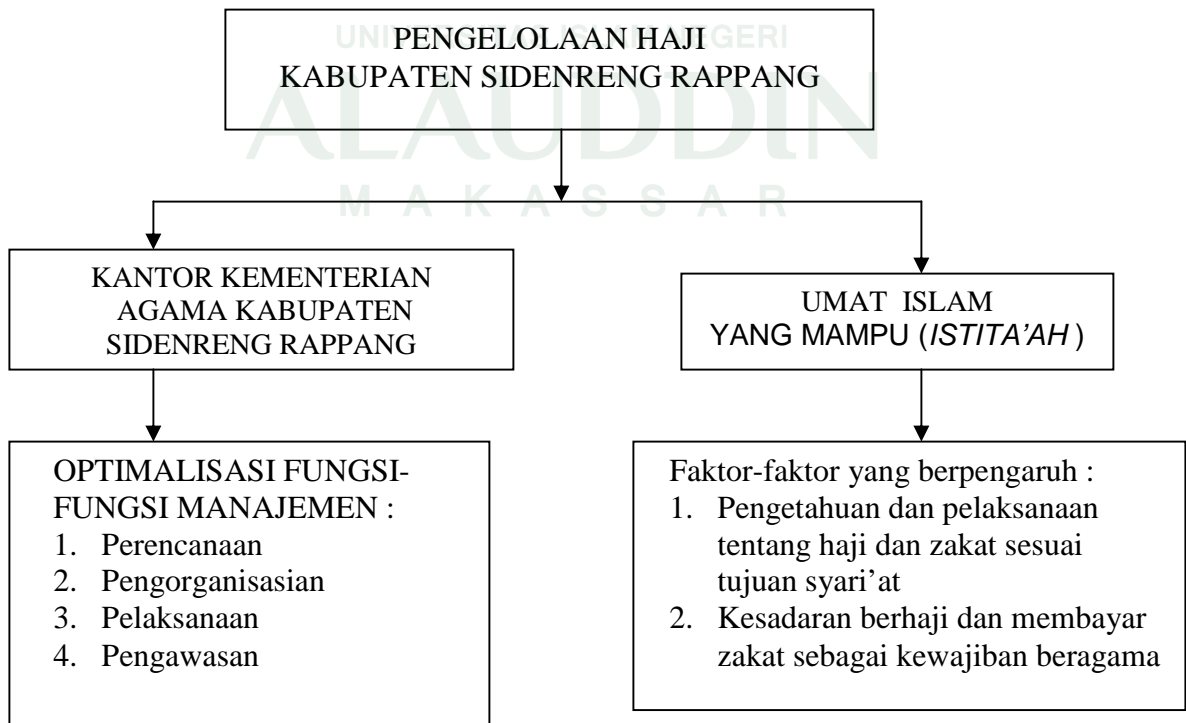 UNIVERSITAS ISLAM NEGERI
PENGELOLAAN HAJI
KABUPATEN SIDENRENG RAPPANG
ALAUDDIN
MAKASSAR
KANTOR KEMENTERIAN
AGAMA KABUPATEN
SIDENRENG RAPPANG
UMAT ISLAM
YANG MAMPU (ISTITA’AH )
OPTIMALISASI FUNGSI-
FUNGSI MANAJEMEN :
1. Perencanaan
2. Pengorganisasian
3. Pelaksanaan
4. Pengawasan
Faktor-faktor yang berpengaruh :
1. Pengetahuan dan pelaksanaan
tentang haji dan zakat sesuai
tujuan syari’at
2. Kesadaran berhaji dan membayar
zakat sebagai kewajiban beragama